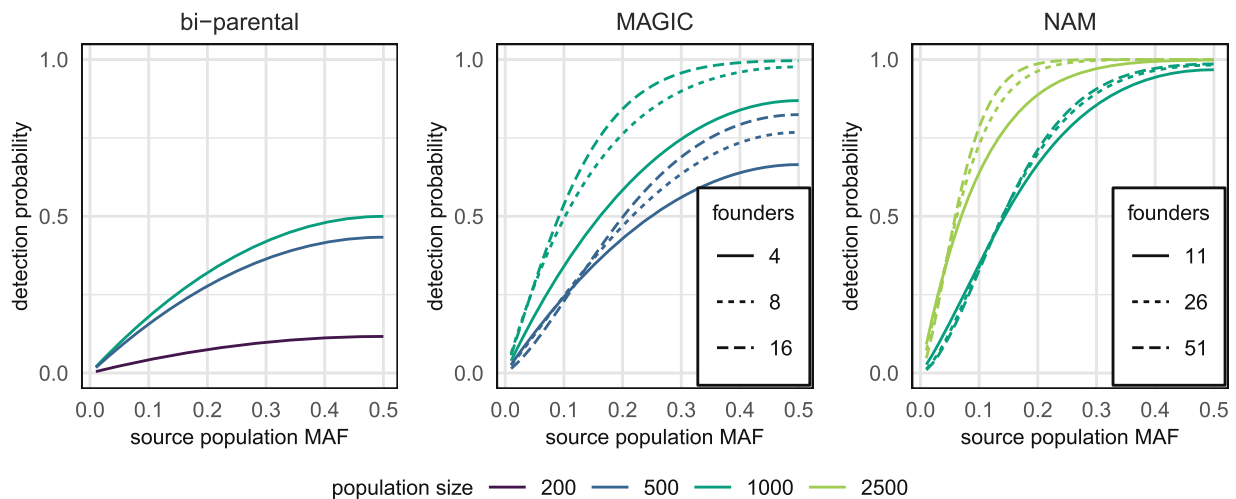 bi−parental
MAGIC
NAM
detection probability
1.0
0.5
0.0
0.0 0.1 0.2 0.3 0.4 0.5
source population MAF
detection probability
1.0
0.5
0.0
founders
4
8
16
0.0 0.1 0.2 0.3 0.4 0.5
source population MAF
detection probability
1.0
0.5
0.0
founders
11
26
51
0.0 0.1 0.2 0.3 0.4 0.5
source population MAF
population size 200 500 1000 2500